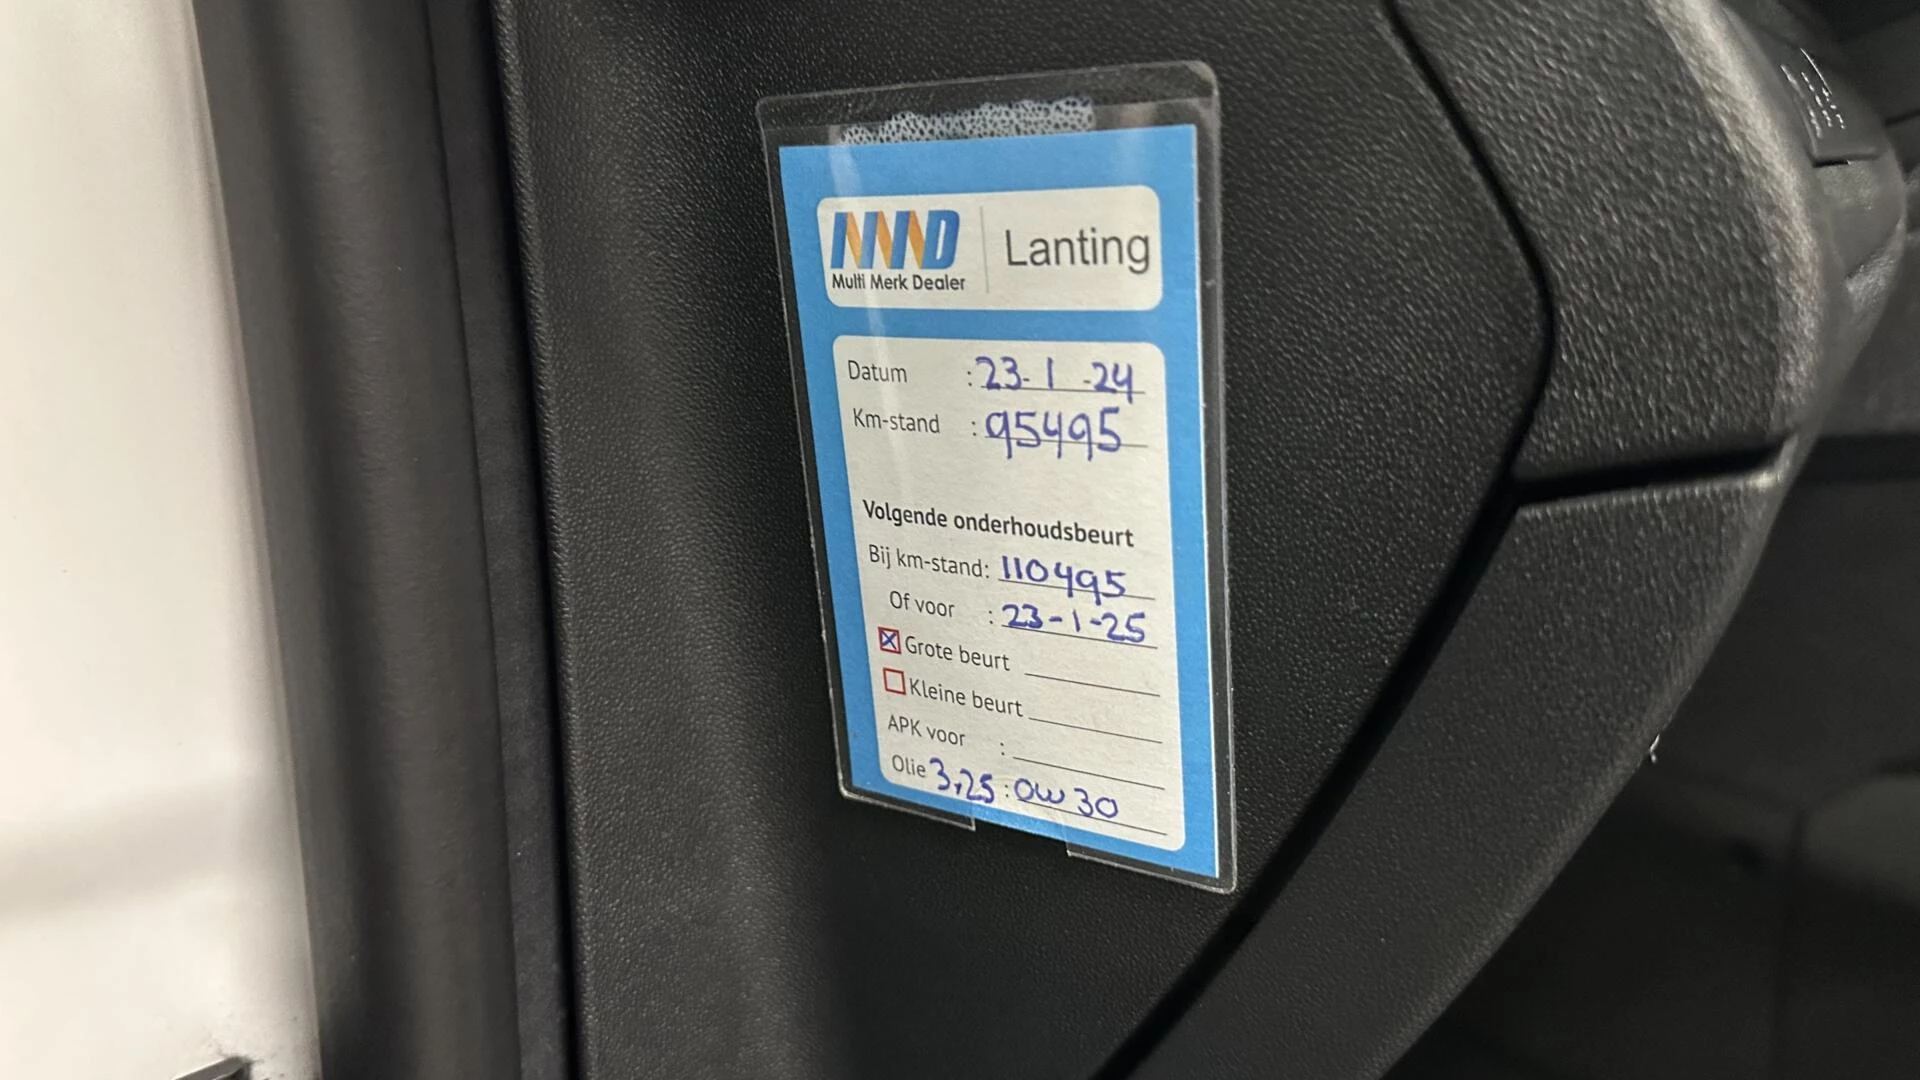 MMD
Multi Merk Dealer
Lanting
Datum : 23-1-24
Km-stand : 95495
Volgende onderhoudsbeurt
Bij km-stand: 110495
Of voor : 23-1-25
Grote beurt
Kleine beurt
APK voor :
Olie 3,25 : 0W30